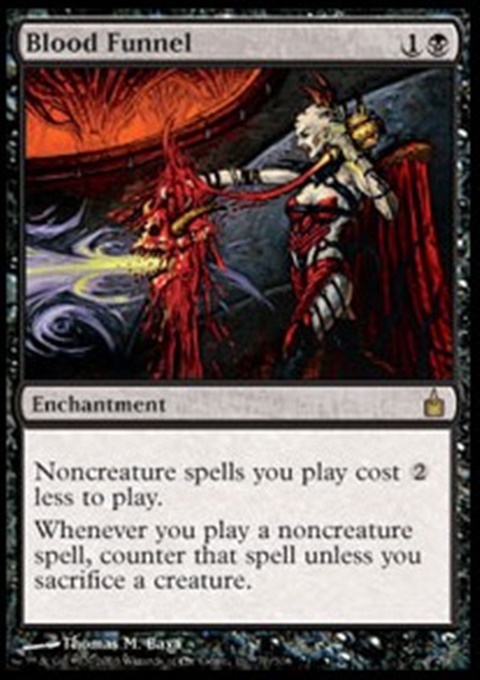 Blood Funnel 1
Enchantment
Noncreature spells you play cost 2
less to play.
Whenever you play a noncreature
spell, counter that spell unless you
sacrifice a creature.
Thomas M. Baxa